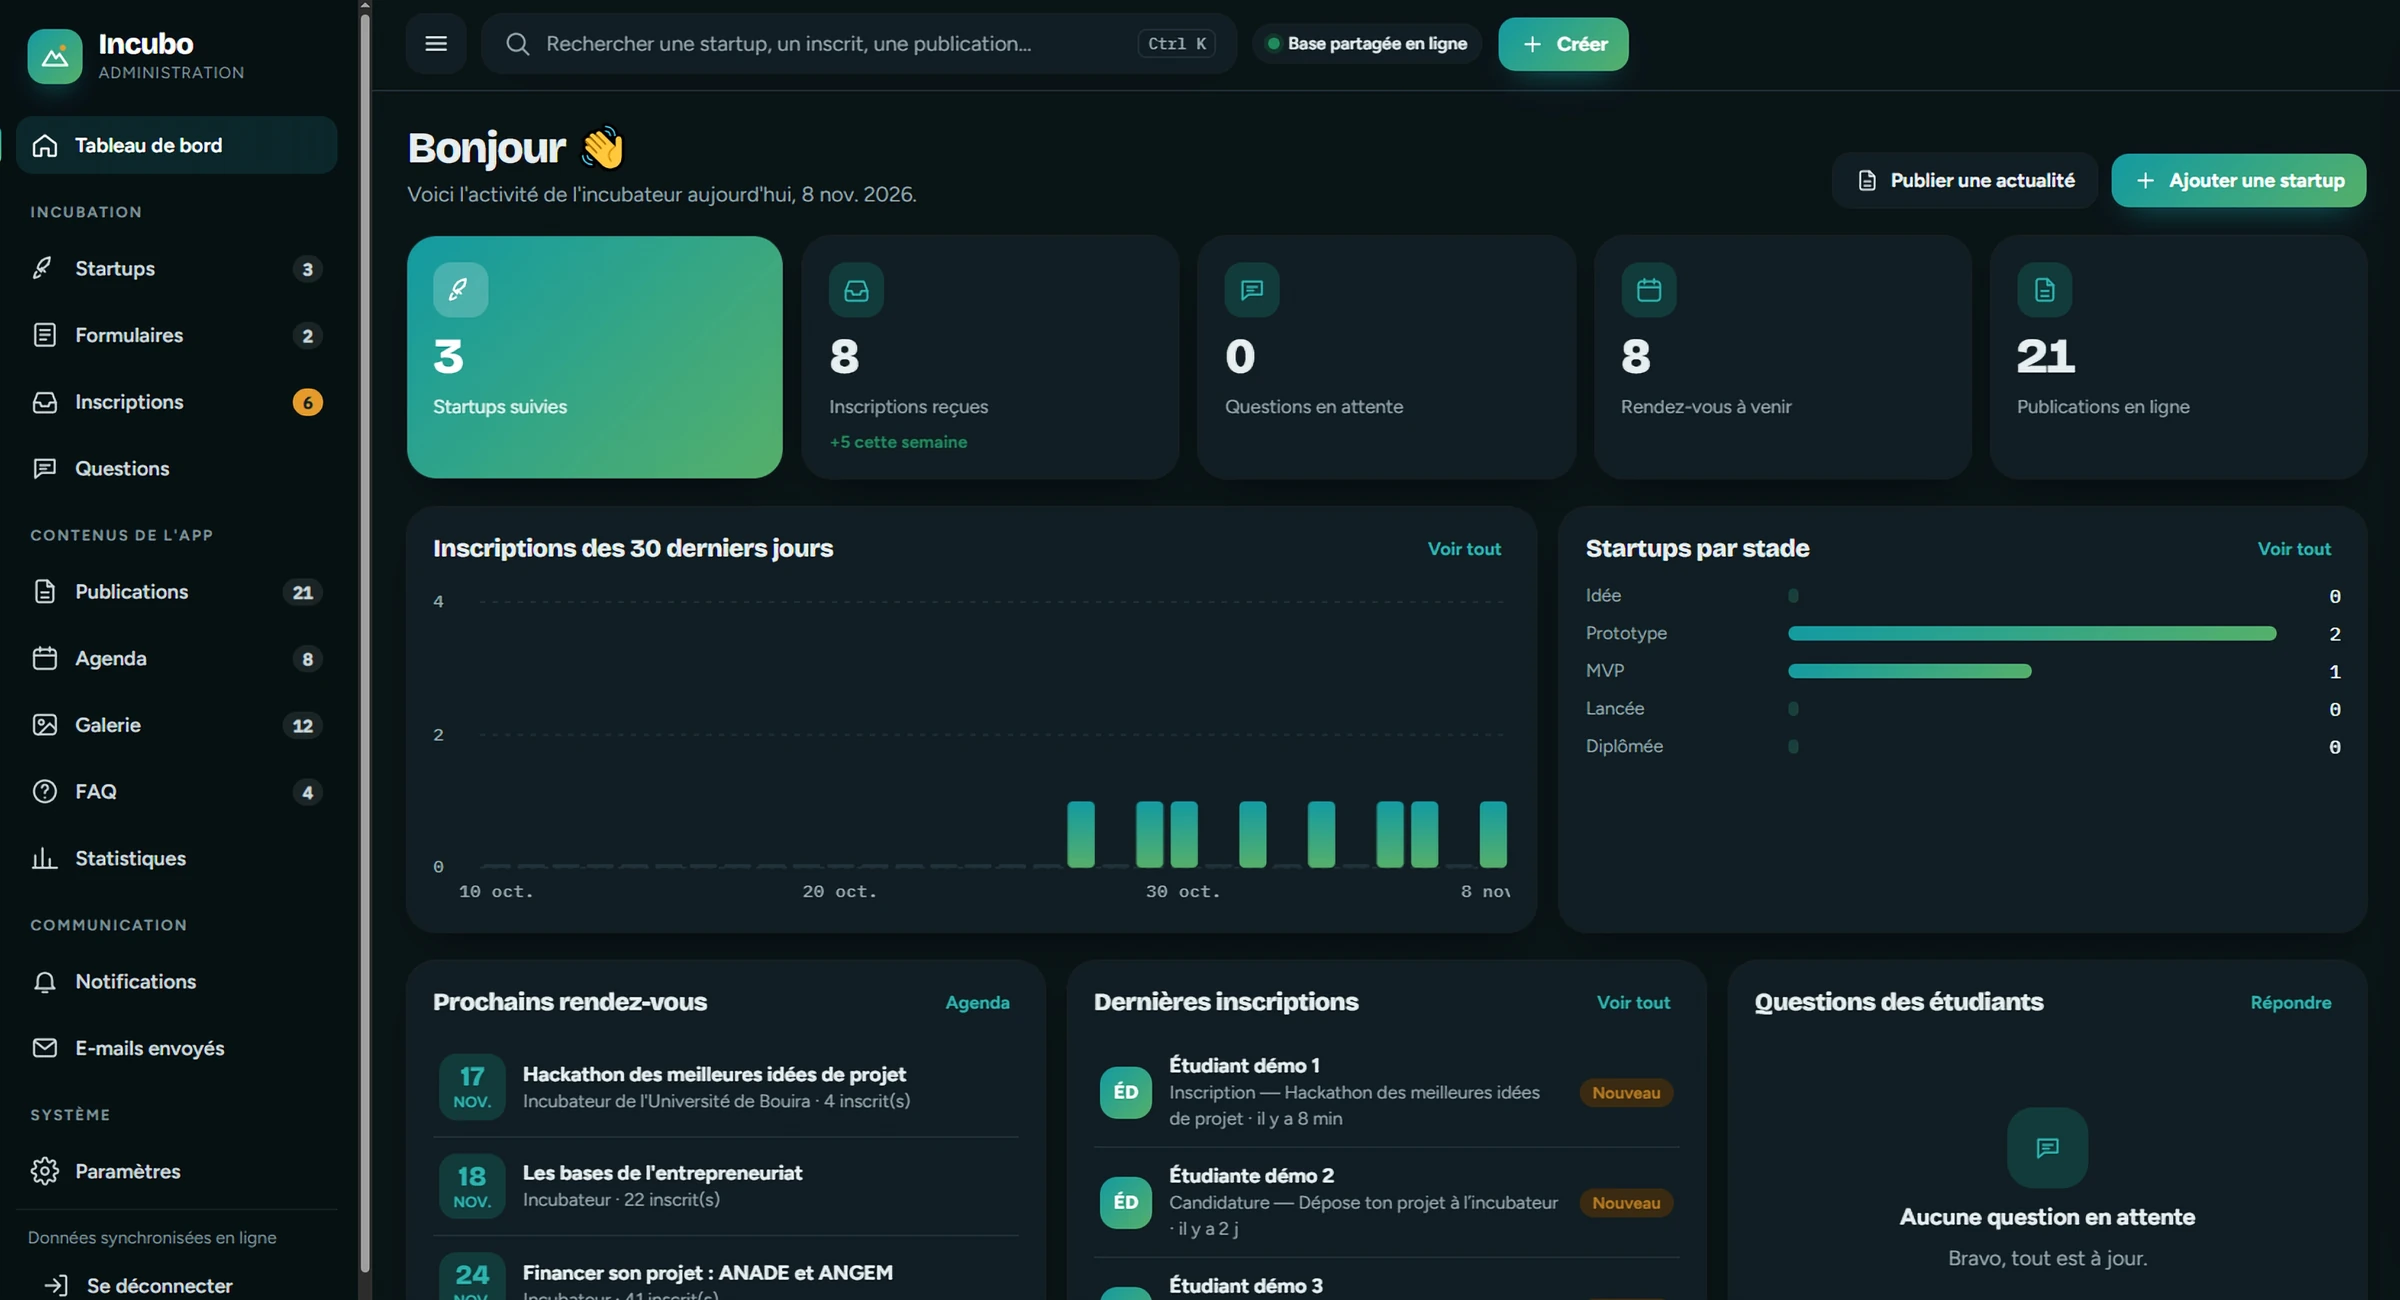 Incubo
ADMINISTRATION
Tableau de bord
INCUBATION
Startups 3
Formulaires 2
Inscriptions 6
Questions
CONTENUS DE L'APP
Publications 21
Agenda 8
Galerie 12
FAQ 4
Statistiques
COMMUNICATION
Notifications
E-mails envoyés
SYSTÈME
Paramètres
Données synchronisées en ligne
Se déconnecter
Rechercher une startup, un inscrit, une publication...
Ctrl K
Base partagée en ligne
+ Créer
Bonjour 👋
Voici l'activité de l'incubateur aujourd'hui, 8 nov. 2026.
Publier une actualité
+ Ajouter une startup
3
Startups suivies
8
Inscriptions reçues
+5 cette semaine
0
Questions en attente
8
Rendez-vous à venir
21
Publications en ligne
Inscriptions des 30 derniers jours
Voir tout
4
2
0
10 oct. 20 oct. 30 oct. 8 nov
Startups par stade
Voir tout
Idée 0
Prototype 2
MVP 1
Lancée 0
Diplômée 0
Prochains rendez-vous
Agenda
17 NOV.
Hackathon des meilleures idées de projet
Incubateur de l'Université de Bouira · 4 inscrit(s)
18 NOV.
Les bases de l'entrepreneuriat
Incubateur · 22 inscrit(s)
24 NOV.
Financer son projet : ANADE et ANGEM
Incubateur · 41 inscrit(s)
Dernières inscriptions
Voir tout
ÉD
Étudiant démo 1
Inscription — Hackathon des meilleures idées
de projet · il y a 8 min
Nouveau
ÉD
Étudiante démo 2
Candidature — Dépose ton projet à l'incubateur
· il y a 2 j
Nouveau
Étudiant démo 3
Questions des étudiants
Répondre
Aucune question en attente
Bravo, tout est à jour.